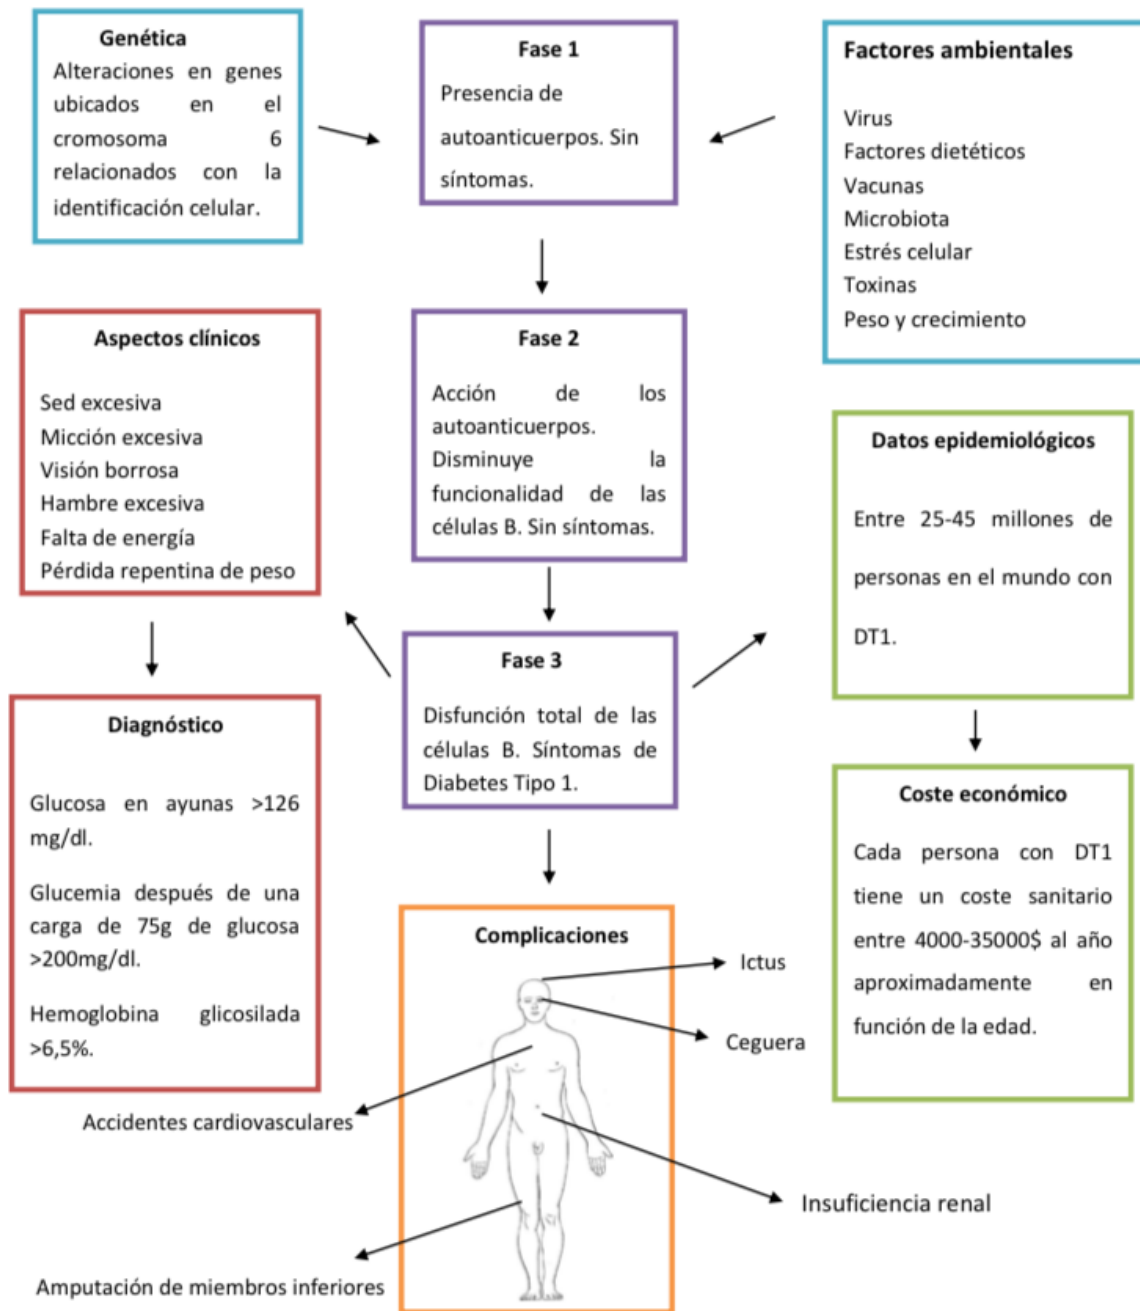 Genética
Alteraciones en genes
ubicados en el
cromosoma 6
relacionados con la
identificación celular.
Fase 1
Presencia de
autoanticuerpos. Sin
síntomas.
Factores ambientales
Virus
Factores dietéticos
Vacunas
Microbiota
Estrés celular
Toxinas
Peso y crecimiento
Aspectos clínicos
Sed excesiva
Micción excesiva
Visión borrosa
Hambre excesiva
Falta de energía
Pérdida repentina de peso
Fase 2
Acción de los
autoanticuerpos.
Disminuye la
funcionalidad de las
células B. Sin síntomas.
Datos epidemiológicos
Entre 25-45 millones de
personas en el mundo con
DT1.
Fase 3
Disfunción total de las
células B. Síntomas de
Diabetes Tipo 1.
Diagnóstico
Glucosa en ayunas >126
mg/dl.
Glucemia después de una
carga de 75g de glucosa
>200mg/dl.
Hemoglobina glicosilada
>6,5%.
Coste económico
Cada persona con DT1
tiene un coste sanitario
entre 4000-35000$ al año
aproximadamente en
función de la edad.
Complicaciones
Ictus
Ceguera
Accidentes cardiovasculares
Insuficiencia renal
Amputación de miembros inferiores